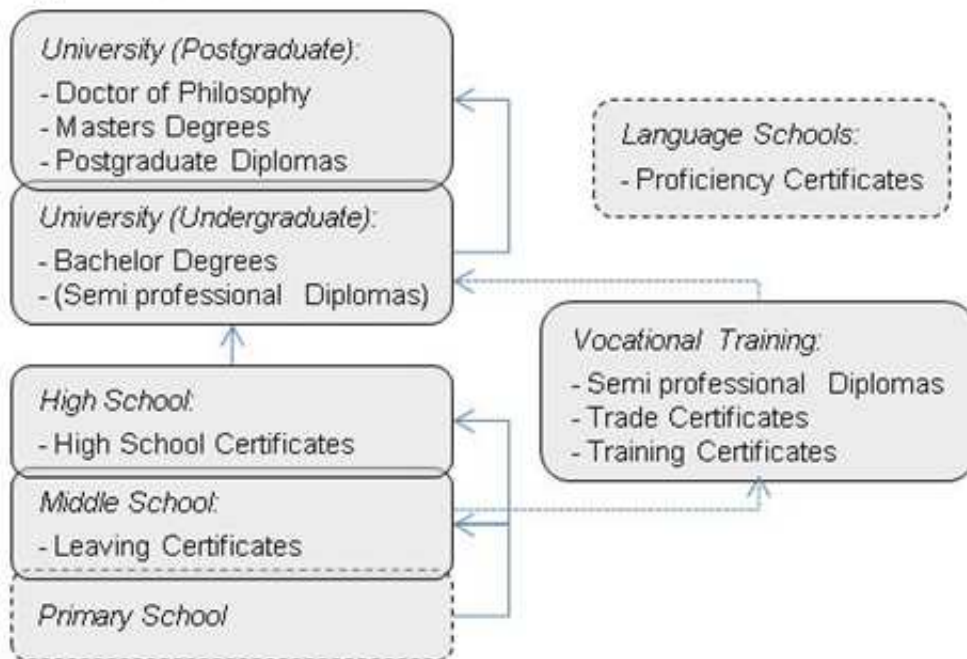 University (Postgraduate):
- Doctor of Philosophy
- Masters Degrees
- Postgraduate Diplomas
University (Undergraduate):
- Bachelor Degrees
- (Semi professional Diplomas)
High School:
- High School Certificates
Middle School:
- Leaving Certificates
Primary School
Language Schools:
- Proficiency Certificates
Vocational Training:
- Semi professional Diplomas
- Trade Certificates
- Training Certificates